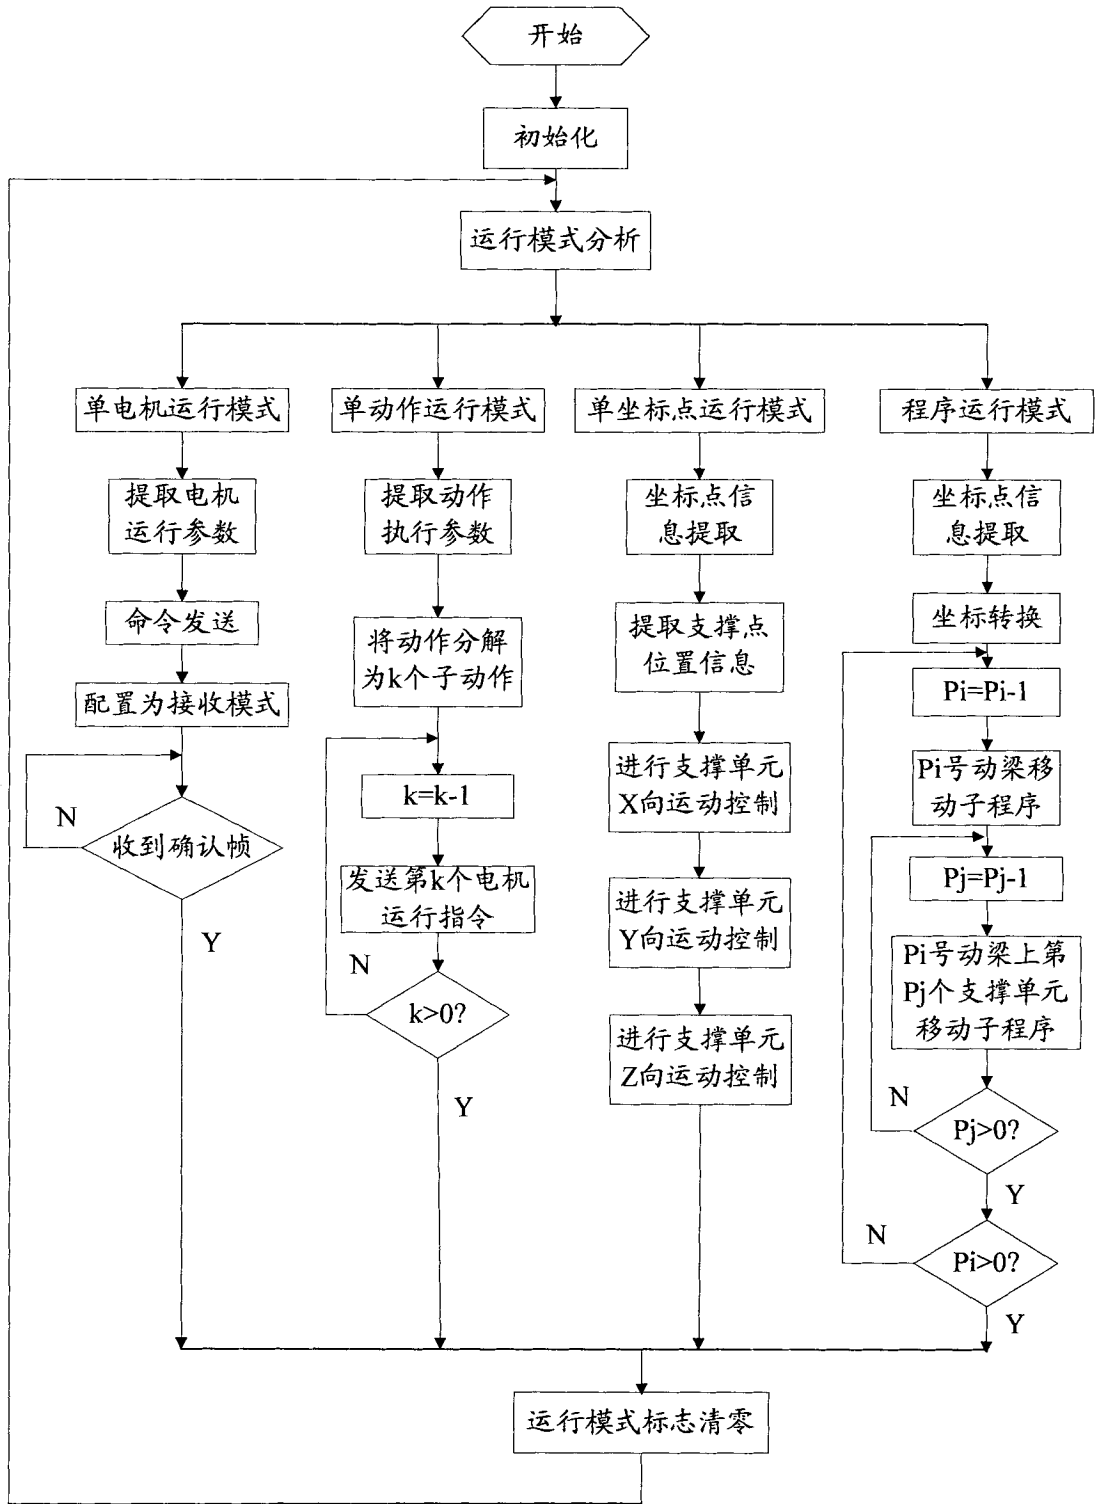 开始
初始化
运行模式分析
单电机运行模式
提取电机
运行参数
命令发送
配置为接收模式
N
收到确认帧
Y
单动作运行模式
提取动作
执行参数
将动作分解
为k个子动作
k=k-1
发送第k个电机
运行指令
N
k>0?
Y
单坐标点运行模式
坐标点信
息提取
提取支撑点
位置信息
进行支撑单元
X向运动控制
进行支撑单元
Y向运动控制
进行支撑单元
Z向运动控制
程序运行模式
坐标点信
息提取
坐标转换
Pi=Pi-1
Pi号动梁移
动子程序
Pj=Pj-1
Pi号动梁上第
Pj个支撑单元
移动子程序
N
Pj>0?
Y
N
Pi>0?
Y
运行模式标志清零